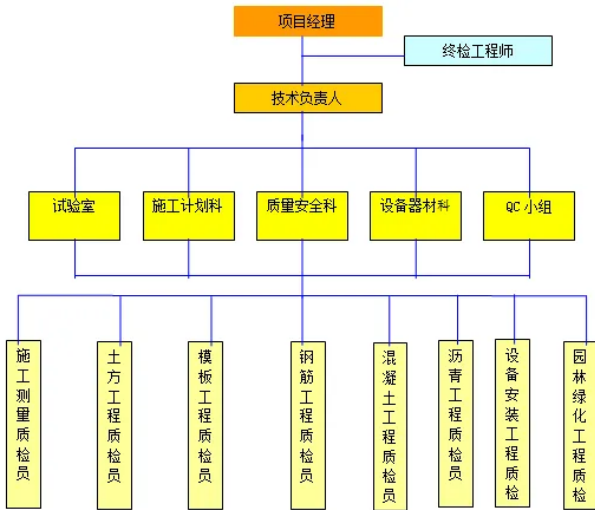 项目经理
终检工程师
技术负责人
试验室
施工计划科
质量安全科
设备器材科
QC 小组
施工测量质检员
土方工程质检员
模板工程质检员
钢筋工程质检员
混凝土工程质检员
沥青工程质检员
设备安装工程质检
园林绿化工程质检